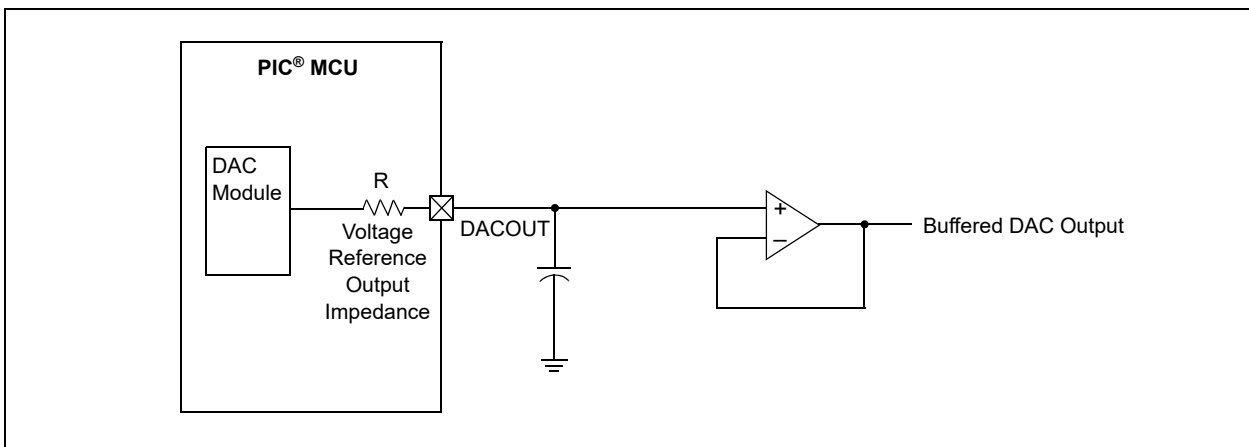 PIC® MCU
DAC
Module
R
Voltage
Reference
Output
Impedance
DACOUT
+
–
Buffered DAC Output